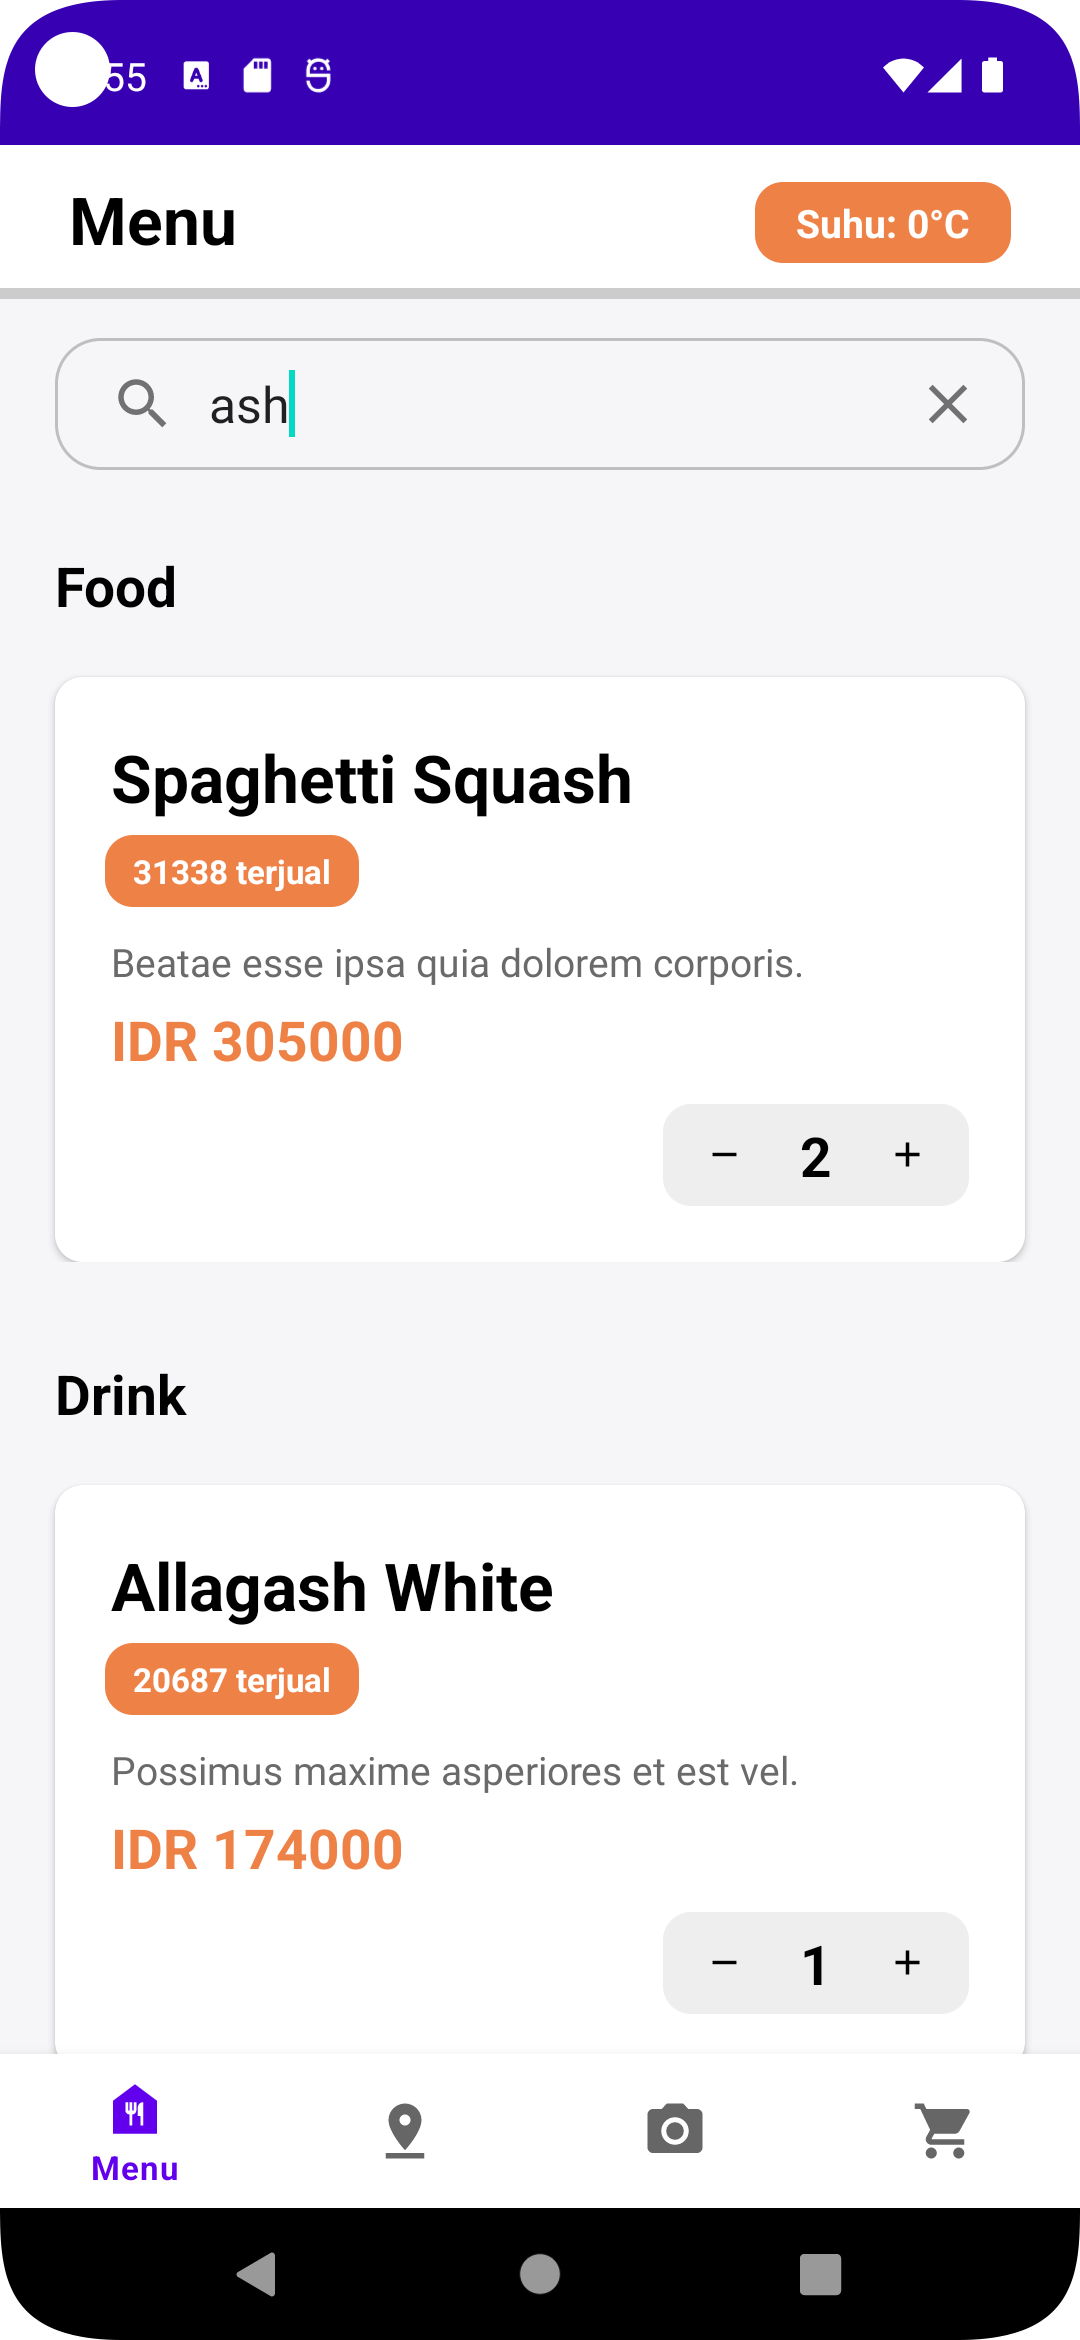 55
Menu
Suhu: 0°C
ash
Food
Spaghetti Squash
31338 terjual
Beatae esse ipsa quia dolorem corporis.
IDR 305000
2
Drink
Allagash White
20687 terjual
Possimus maxime asperiores et est vel.
IDR 174000
1
Menu